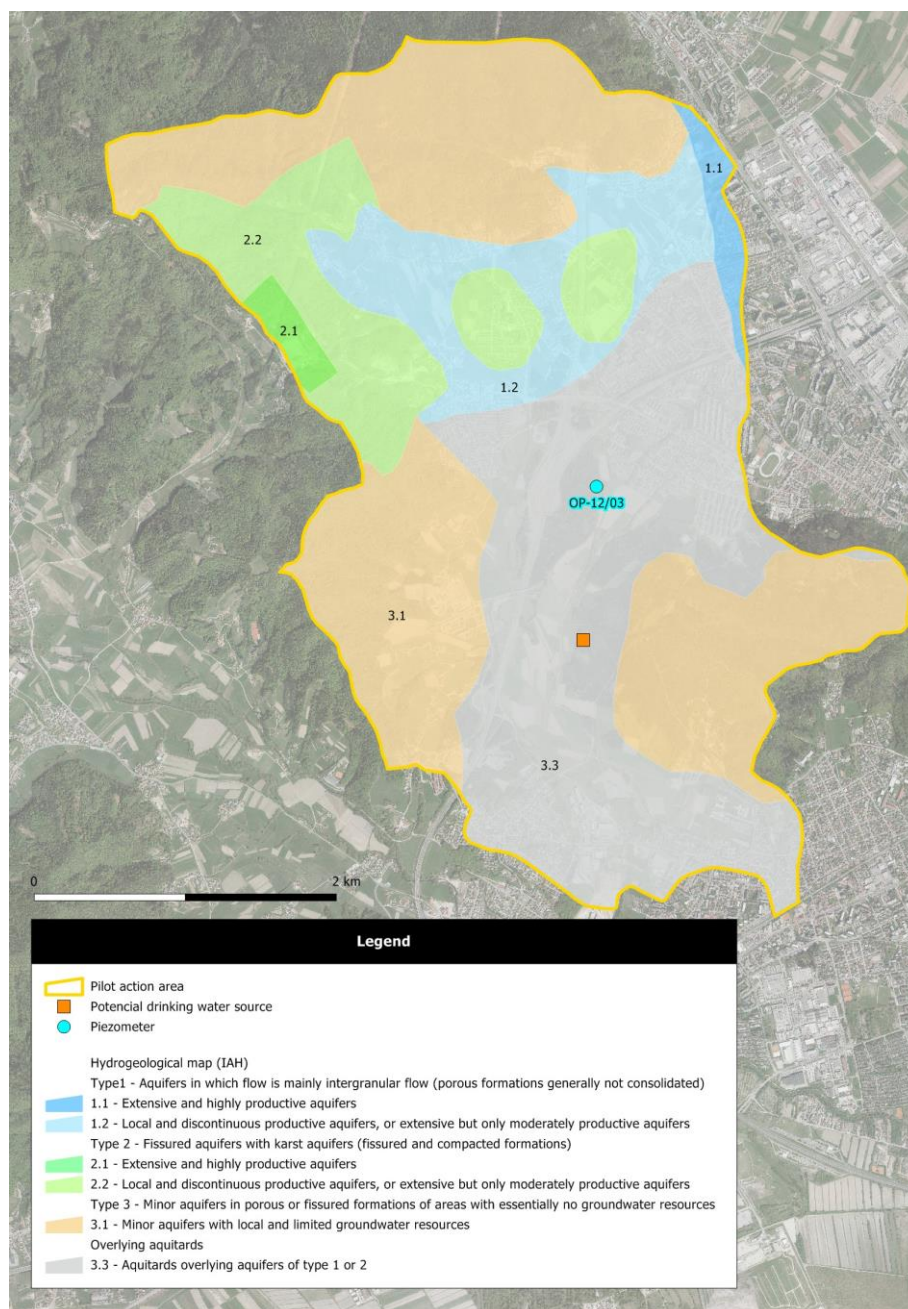 1.1
2.2
2.1
1.2
OP-12/03
3.1
3.3
0
2 km
Legend
Pilot action area
Potencial drinking water source
Piezometer
Hydrogeological map (IAH)
Type1 - Aquifers in which flow is mainly intergranular flow (porous formations generally not consolidated)
1.1 - Extensive and highly productive aquifers
1.2 - Local and discontinuous productive aquifers, or extensive but only moderately productive aquifers
Type 2 - Fissured aquifers with karst aquifers (fissured and compacted formations)
2.1 - Extensive and highly productive aquifers
2.2 - Local and discontinuous productive aquifers, or extensive but only moderately productive aquifers
Type 3 - Minor aquifers in porous or fissured formations of areas with essentially no groundwater resources
3.1 - Minor aquifers with local and limited groundwater resources
Overlying aquitards
3.3 - Aquitards overlying aquifers of type 1 or 2